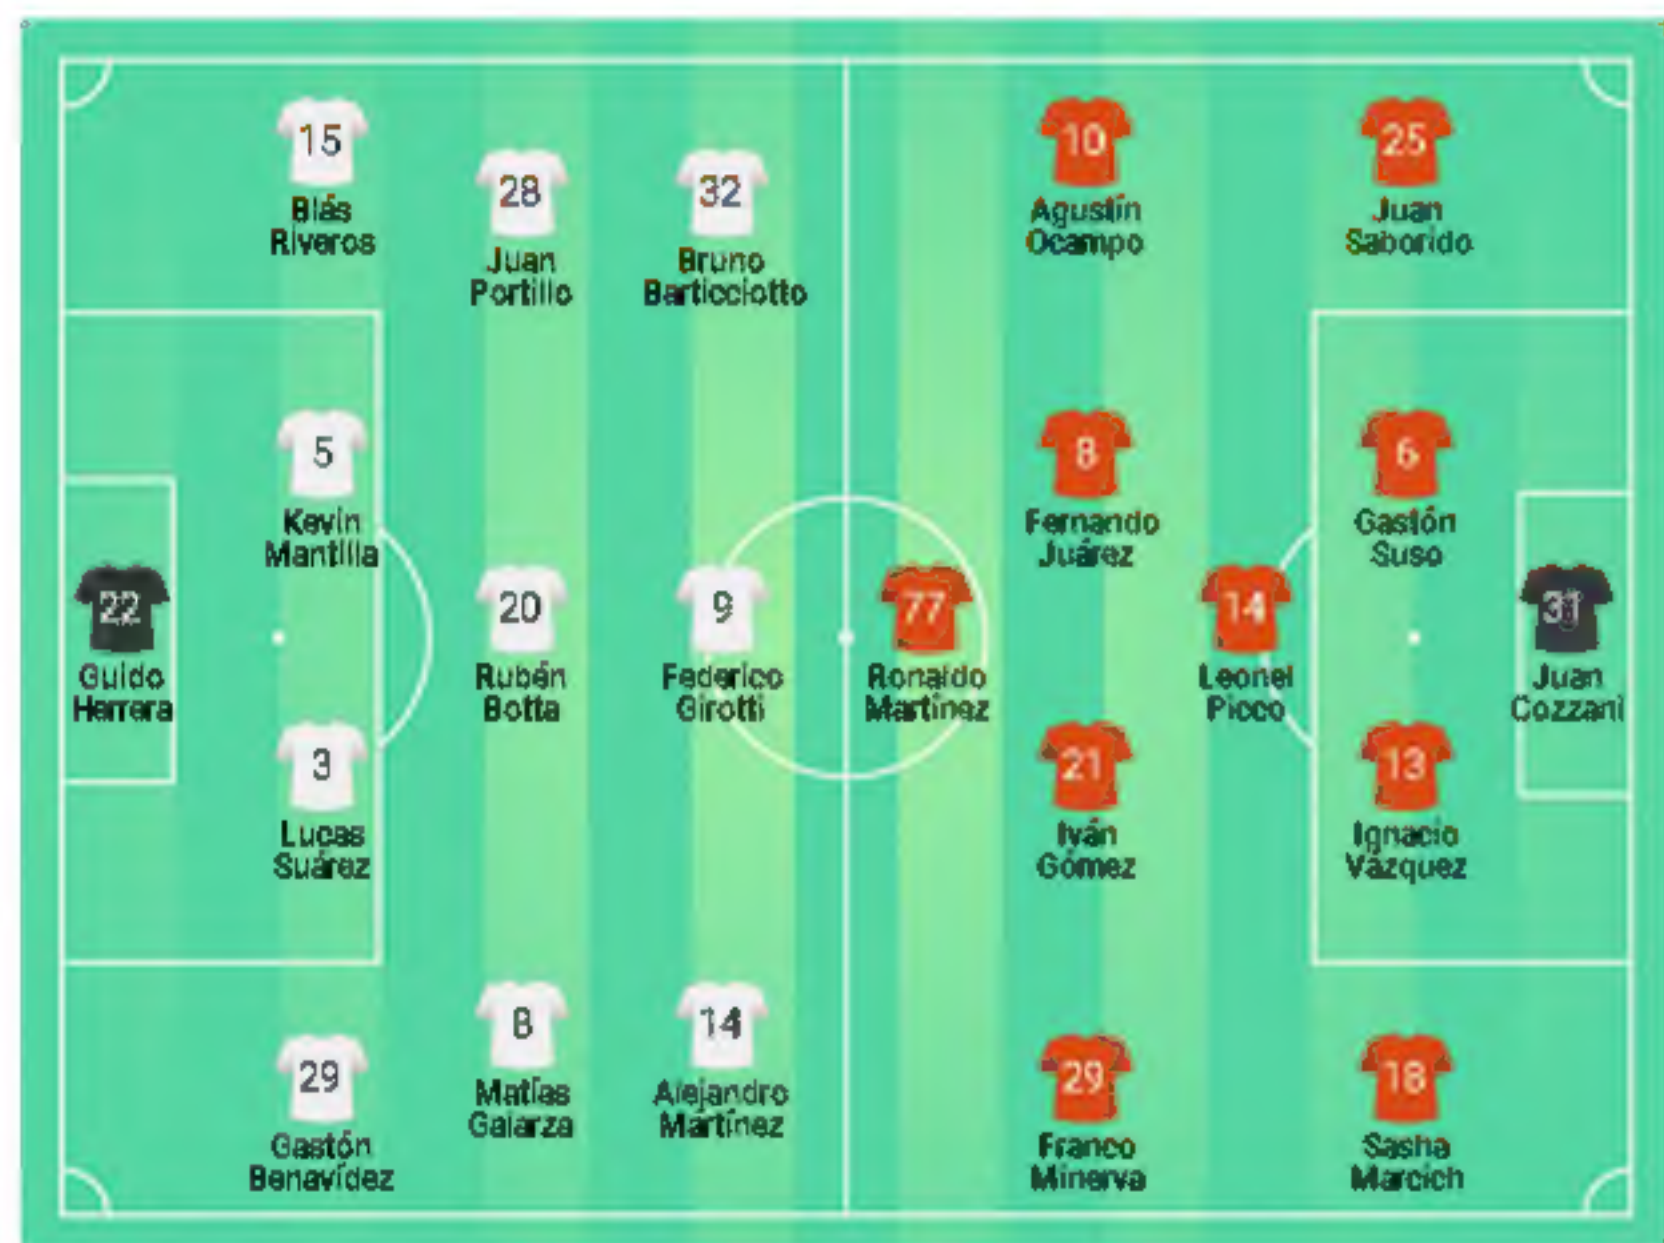 15
Blás
Riveros
28
Juan
Portillo
32
Bruno
Barticciotto
10
Agustín
Ocampo
25
Juan
Saborido
5
Kevin
Mantilla
8
Fernando
Juárez
6
Gastón
Suso
22
Guido
Herrera
20
Rubén
Botta
9
Federico
Girotti
77
Ronaldo
Martínez
14
Leonel
Picco
31
Juan
Cozzani
3
Lucas
Suárez
21
Iván
Gómez
13
Ignacio
Vázquez
29
Gastón
Benavídez
8
Matías
Galarza
14
Alejandro
Martínez
29
Franco
Minerva
18
Sasha
Marcich